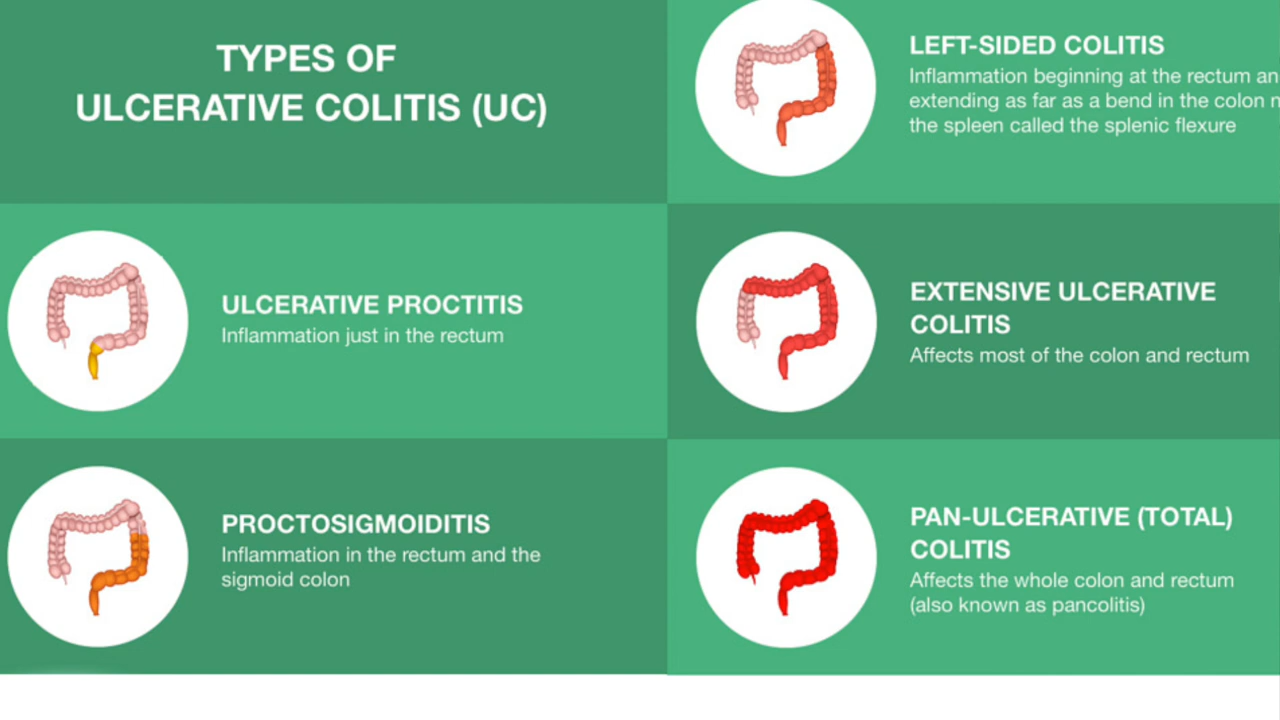 TYPES OF
ULCERATIVE COLITIS (UC)
ULCERATIVE PROCTITIS
Inflammation just in the rectum
PROCTOSIGMOIDITIS
Inflammation in the rectum and the
sigmoid colon
LEFT-SIDED COLITIS
Inflammation beginning at the rectum
extending as far as a bend in the colon
the spleen called the splenic flexure
EXTENSIVE ULCERATIVE
COLITIS
Affects most of the colon and rectum
PAN-ULCERATIVE (TOTAL)
COLITIS
Affects the whole colon and rectum
(also known as pancolitis)